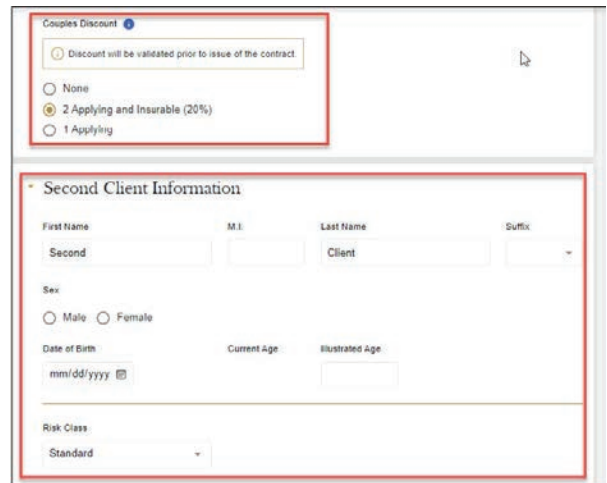 Couples Discount
Discount will be validated prior to issue of the contract.
None
2 Applying and Insurable (20%)
1 Applying
Second Client Information
First Name M.I. Last Name Suffix
Second Client
Sex
Male Female
Date of Birth Current Age Illustrated Age
mm/dd/yyyy
Risk Class
Standard